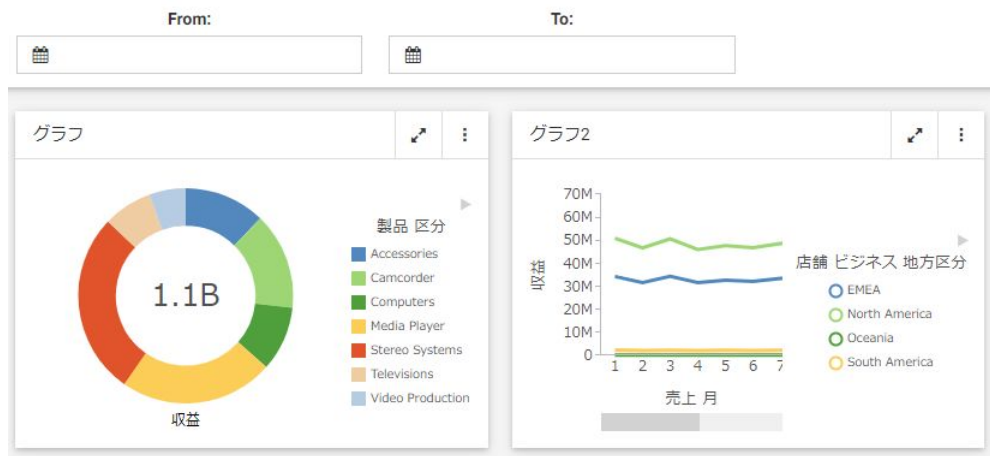 From:
To:
グラフ
1.1B
収益
製品 区分
Accessories
Camcorder
Computers
Media Player
Stereo Systems
Televisions
Video Production
グラフ2
収益
70M
60M
50M
40M
30M
20M
10M
0
1 2 3 4 5 6 7
売上 月
店舗 ビジネス 地方区分
EMEA
North America
Oceania
South America